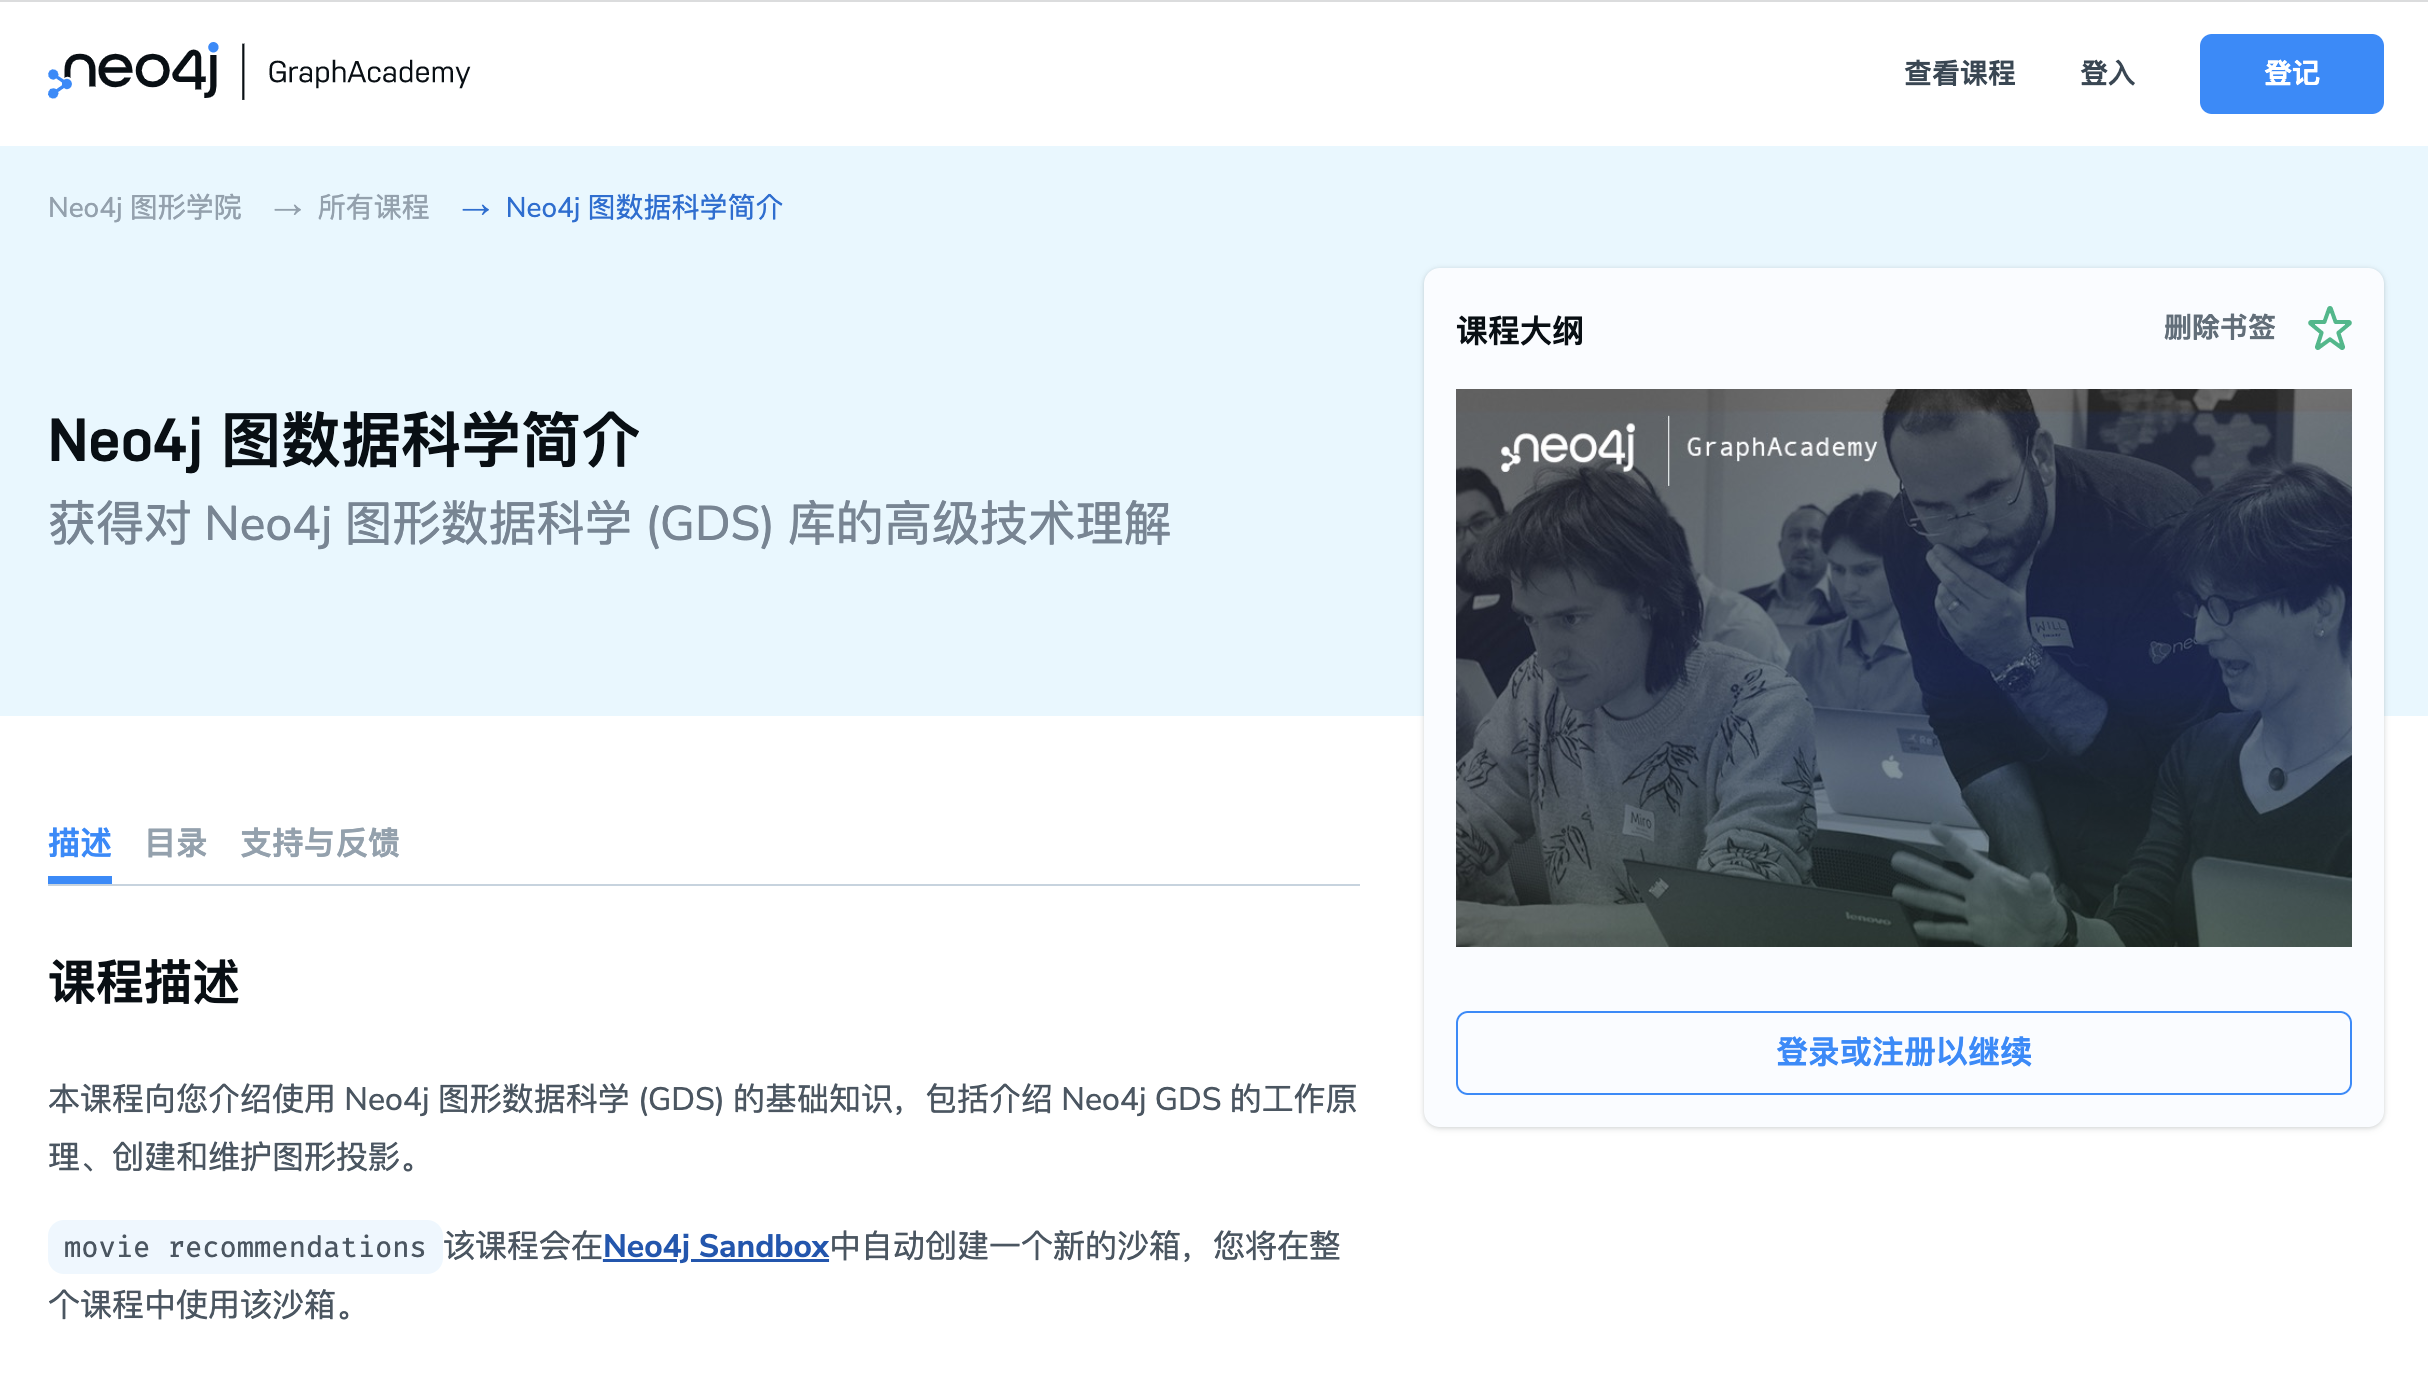 neo4j | GraphAcademy
查看课程 登入 登记
Neo4j 图形学院 → 所有课程 → Neo4j 图数据科学简介
Neo4j 图数据科学简介
获得对 Neo4j 图形数据科学 (GDS) 库的高级技术理解
课程大纲 删除书签
neo4j | GraphAcademy
WILL
neo
Miro
lenovo
登录或注册以继续
描述 目录 支持与反馈
课程描述
本课程向您介绍使用 Neo4j 图形数据科学 (GDS) 的基础知识，包括介绍 Neo4j GDS 的工作原
理、创建和维护图形投影。
movie recommendations 该课程会在Neo4j Sandbox中自动创建一个新的沙箱，您将在整
个课程中使用该沙箱。